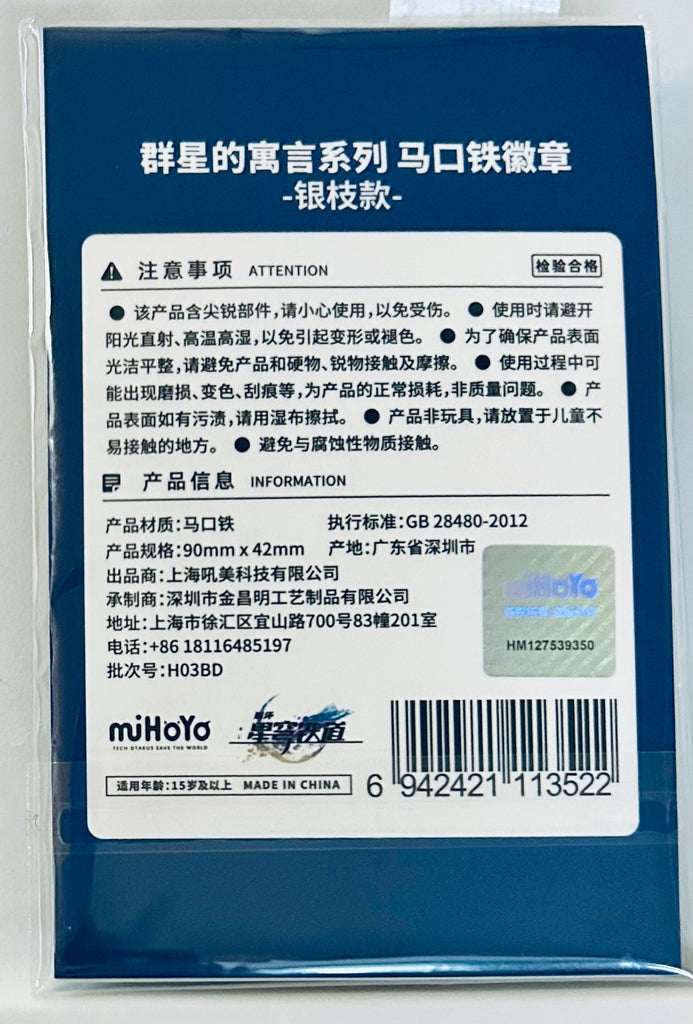 群星的寓言系列 马口铁徽章
-银枝款-
注意事项 ATTENTION
检验合格
● 该产品含尖锐部件,请小心使用,以免受伤。 ● 使用时请避开
阳光直射、高温高湿,以免引起变形或褪色。 ● 为了确保产品表面
光洁平整,请避免产品和硬物、锐物接触及摩擦。 ● 使用过程中可
能出现磨损、变色、刮痕等,为产品的正常损耗,非质量问题。 ● 产
品表面如有污渍,请用湿布擦拭。 ● 产品非玩具,请放置于儿童不
易接触的地方。 ● 避免与腐蚀性物质接触。
产品信息 INFORMATION
产品材质:马口铁 执行标准:GB 28480-2012
产品规格:90mm x 42mm 产地:广东省深圳市
出品商:上海吼美科技有限公司
承制商:深圳市金昌明工艺制品有限公司
地址:上海市徐汇区宜山路700号83幢201室
电话:+86 18116485197
批次号:H03BD
miHoYo
HM127539350
miHoYo
TECH OTAKUS SAVE THE WORLD
崩坏
星穹铁道
适用年龄:15岁及以上 MADE IN CHINA
6 942421 113522